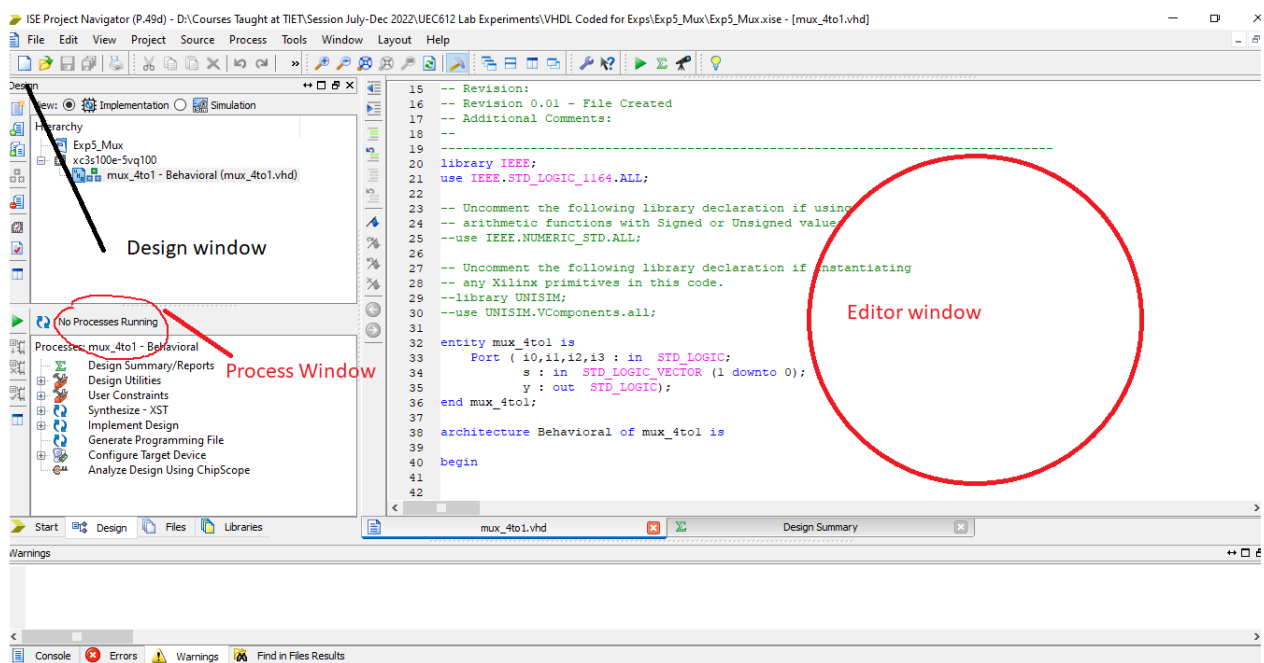 ISE Project Navigator (P.49d) - D:\Courses Taught at TIET\Session July-Dec 2022\UEC612 Lab Experiments\VHDL Coded for Exps\Exp5_Mux\Exp5_Mux.xise - [mux_4to1.vhd]
File Edit View Project Source Process Tools Window Layout Help
Design
View: Implementation Simulation
Hierarchy
Exp5_Mux
xc3s100e-5vq100
mux_4to1 - Behavioral (mux_4to1.vhd)
Design window
No Processes Running
Processes: mux_4to1 - Behavioral
Design Summary/Reports
Design Utilities
User Constraints
Synthesize - XST
Implement Design
Generate Programming File
Configure Target Device
Analyze Design Using ChipScope
Process Window
Start Design Files Libraries
15 -- Revision:
16 -- Revision 0.01 - File Created
17 -- Additional Comments:
18 --
19 ----------------------------------------------------------------------------------
20 library IEEE;
21 use IEEE.STD_LOGIC_1164.ALL;
22
23 -- Uncomment the following library declaration if using
24 -- arithmetic functions with Signed or Unsigned values
25 --use IEEE.NUMERIC_STD.ALL;
26
27 -- Uncomment the following library declaration if instantiating
28 -- any Xilinx primitives in this code.
29 --library UNISIM;
30 --use UNISIM.VComponents.all;
31
32 entity mux_4to1 is
33 Port ( i0,i1,i2,i3 : in STD_LOGIC;
34 s : in STD_LOGIC_VECTOR (1 downto 0);
35 y : out STD_LOGIC);
36 end mux_4to1;
37
38 architecture Behavioral of mux_4to1 is
39
40 begin
41
42
Editor window
mux_4to1.vhd Design Summary
Warnings
Console Errors Warnings Find in Files Results